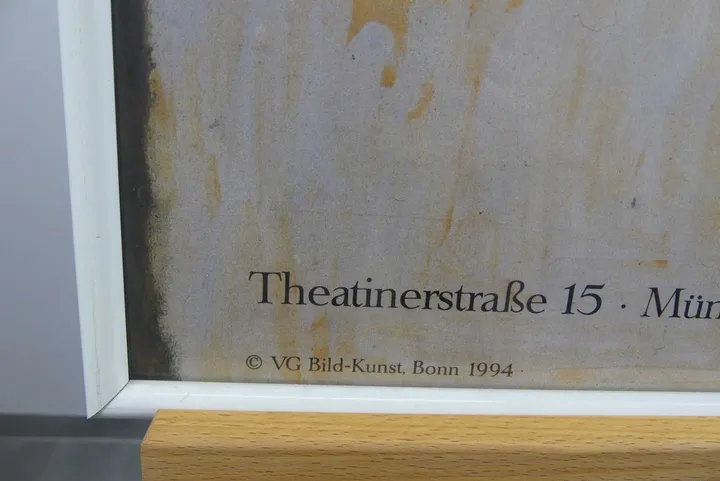 Theatinerstraße 15 · Mün
© VG Bild-Kunst, Bonn 1994